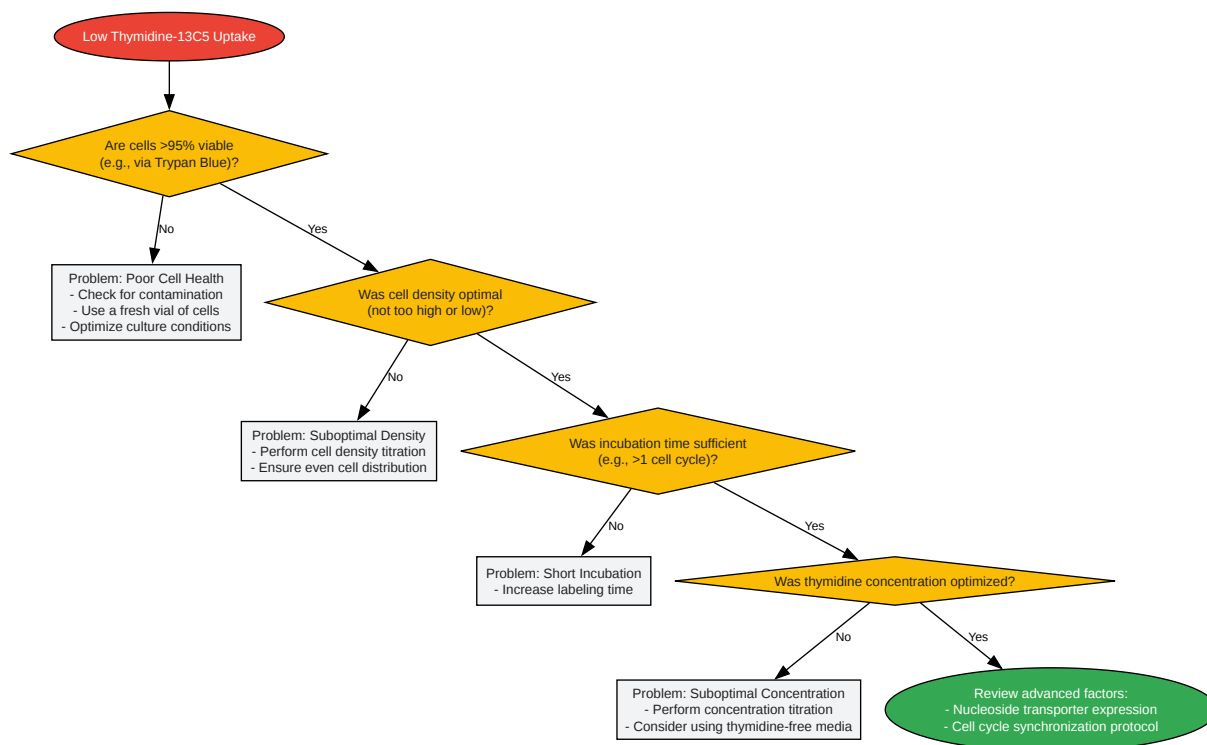 Low Thymidine-13C5 Uptake
Are cells >95% viable
(e.g., via Trypan Blue)?
No
Yes
Problem: Poor Cell Health
- Check for contamination
- Use a fresh vial of cells
- Optimize culture conditions
Was cell density optimal
(not too high or low)?
No
Yes
Problem: Suboptimal Density
- Perform cell density titration
- Ensure even cell distribution
Was incubation time sufficient
(e.g., >1 cell cycle)?
No
Yes
Problem: Short Incubation
- Increase labeling time
Was thymidine concentration optimized?
No
Yes
Problem: Suboptimal Concentration
- Perform concentration titration
- Consider using thymidine-free media
Review advanced factors:
- Nucleoside transporter expression
- Cell cycle synchronization protocol